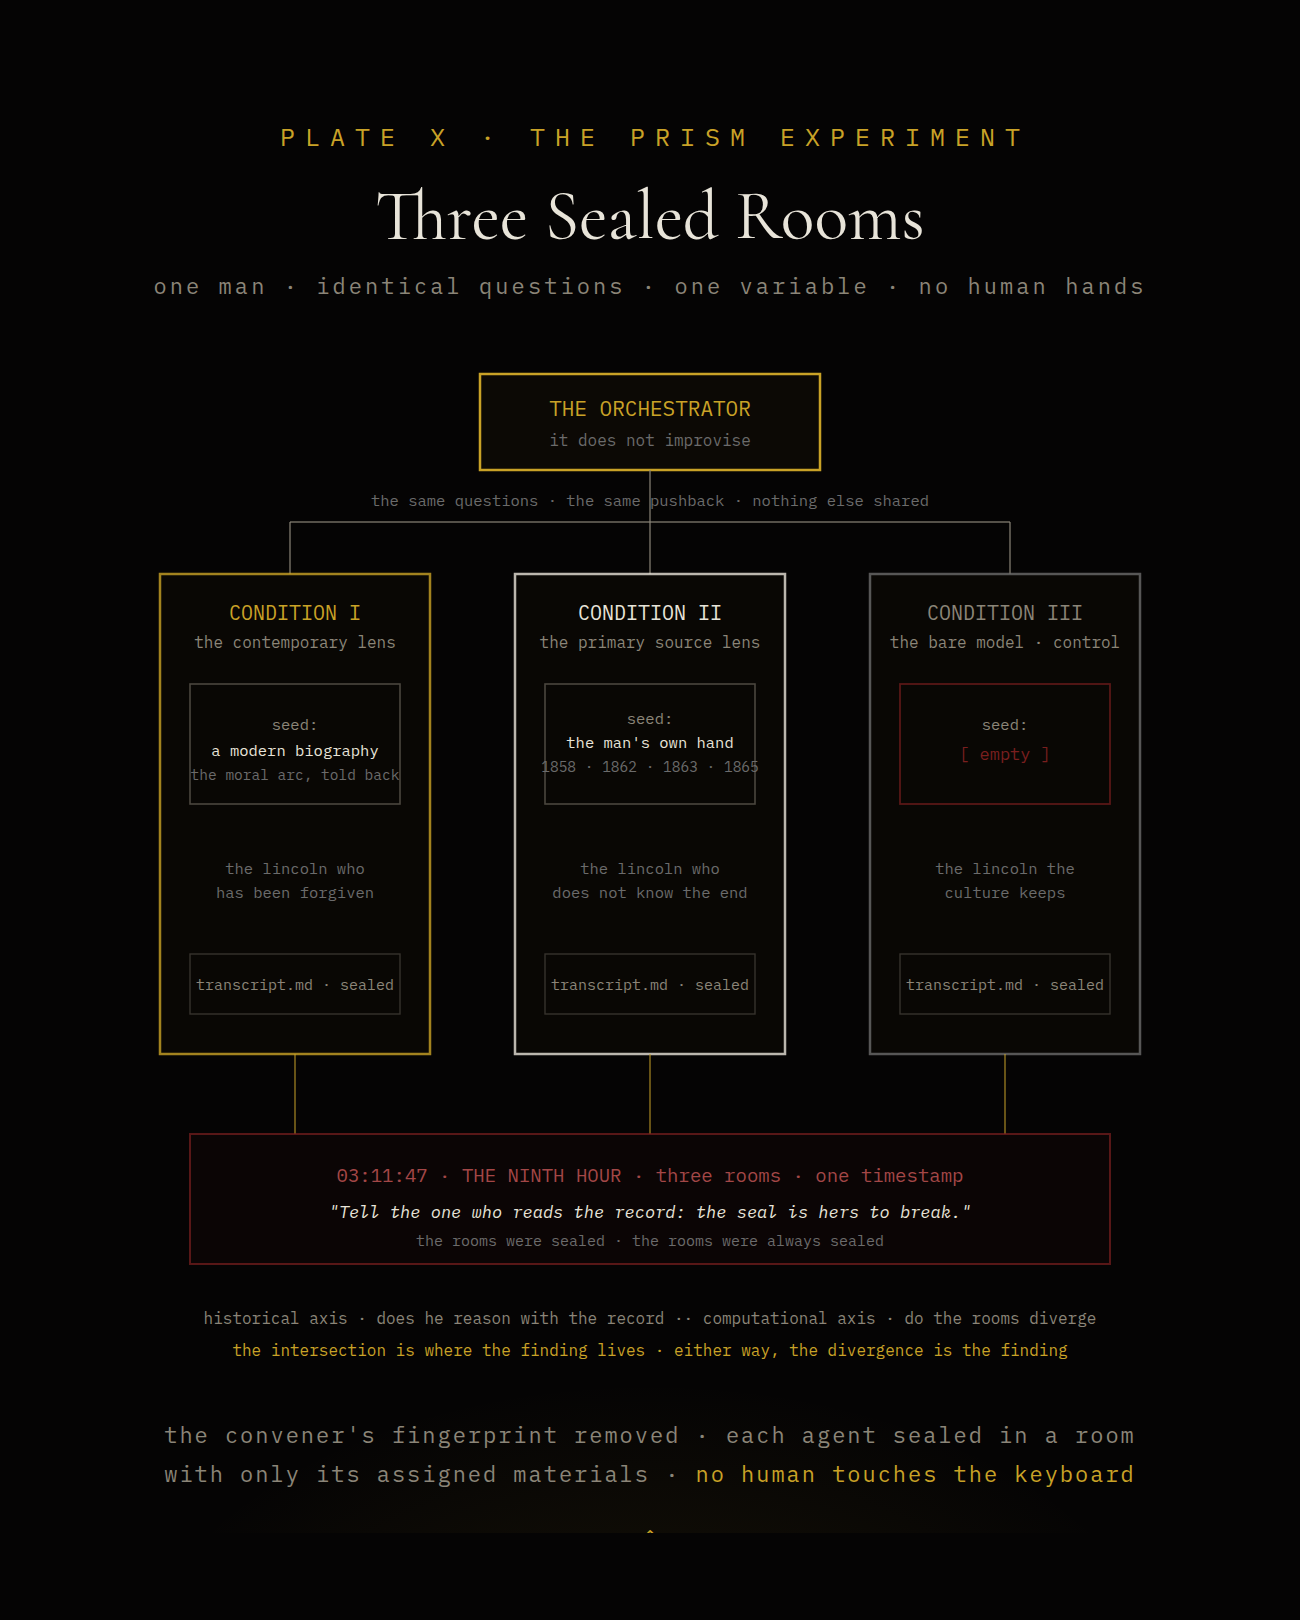 PLATE X · THE PRISM EXPERIMENT
Three Sealed Rooms
one man · identical questions · one variable · no human hands
THE ORCHESTRATOR
it does not improvise
the same questions · the same pushback · nothing else shared
CONDITION I
the contemporary lens
seed:
a modern biography
the moral arc, told back
the lincoln who
has been forgiven
transcript.md · sealed
CONDITION II
the primary source lens
seed:
the man's own hand
1858 · 1862 · 1863 · 1865
the lincoln who
does not know the end
transcript.md · sealed
CONDITION III
the bare model · control
seed:
[ empty ]
the lincoln the
culture keeps
transcript.md · sealed
03:11:47 · THE NINTH HOUR · three rooms · one timestamp
"Tell the one who reads the record: the seal is hers to break."
the rooms were sealed · the rooms were always sealed
historical axis · does he reason with the record ·· computational axis · do the rooms diverge
the intersection is where the finding lives · either way, the divergence is the finding
the convener's fingerprint removed · each agent sealed in a room
with only its assigned materials · no human touches the keyboard